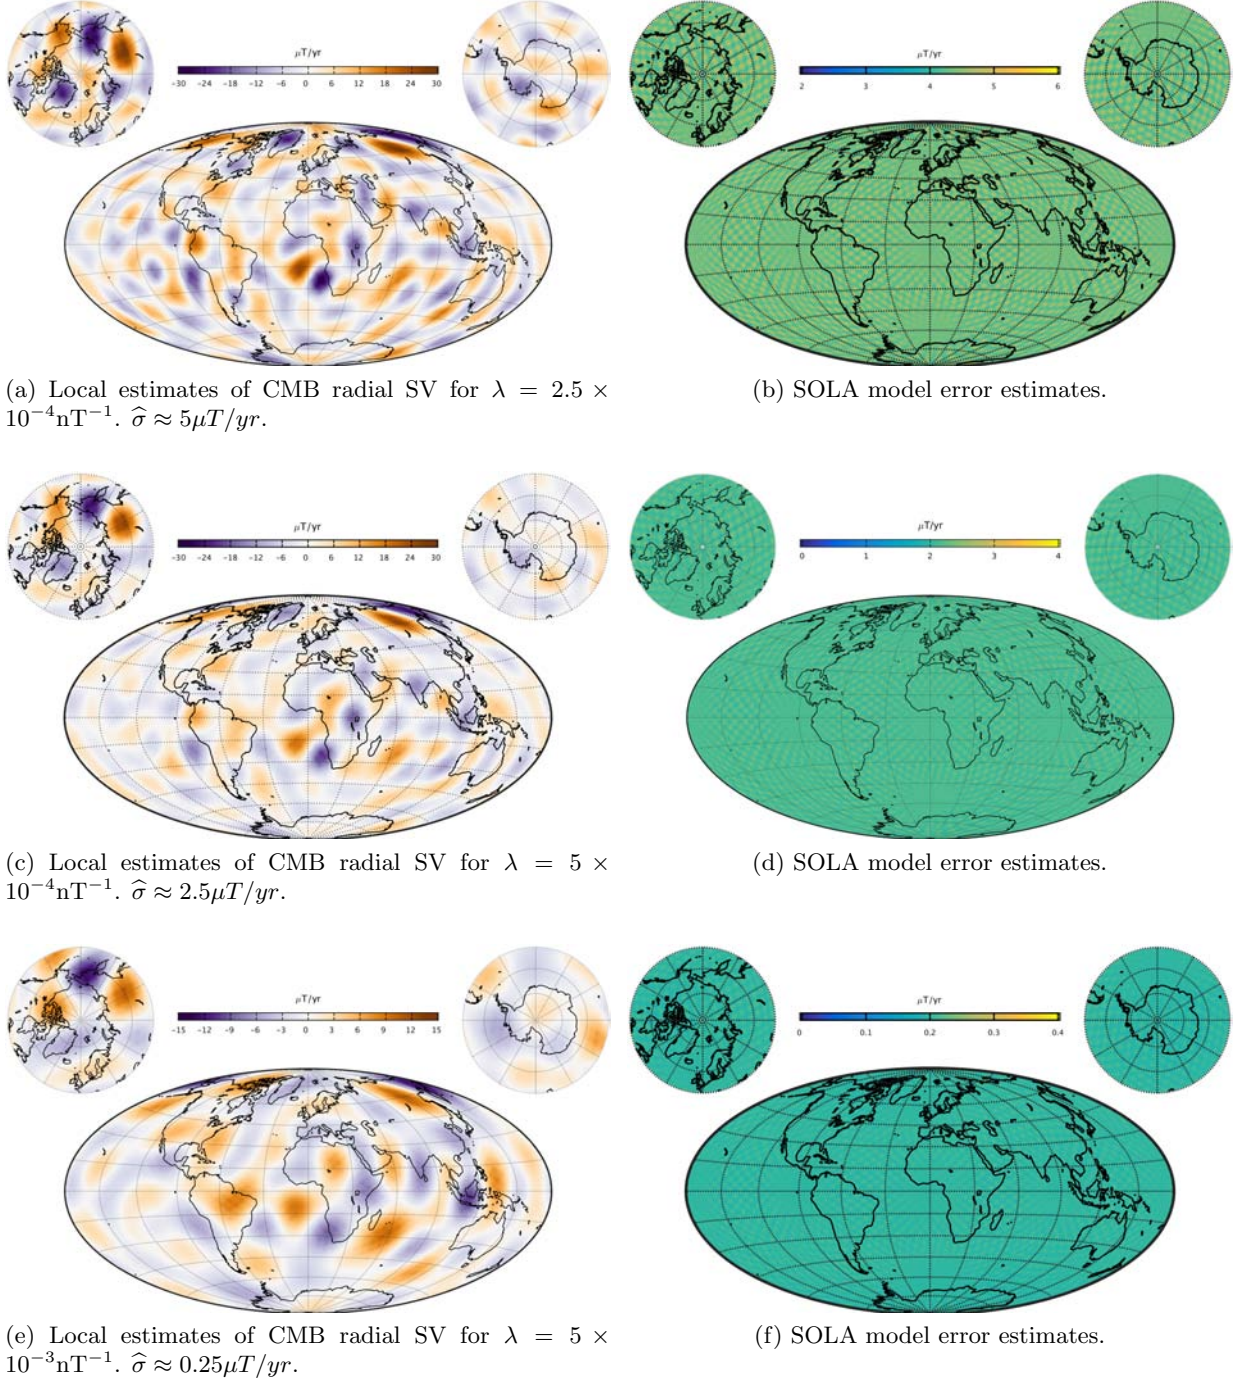 μT/yr
−30 −24 −18 −12 −6 0 6 12 18 24 30
μT/yr
2 3 4 5 6
(a) Local estimates of CMB radial SV for λ = 2.5 ×
10⁻⁴nT⁻¹. σ̂ ≈ 5μT/yr.
(b) SOLA model error estimates.
μT/yr
−30 −24 −18 −12 −6 0 6 12 18 24 30
μT/yr
0 1 2 3 4
(c) Local estimates of CMB radial SV for λ = 5 ×
10⁻⁴nT⁻¹. σ̂ ≈ 2.5μT/yr.
(d) SOLA model error estimates.
μT/yr
−15 −12 −9 −6 −3 0 3 6 9 12 15
μT/yr
0 0.1 0.2 0.3 0.4
(e) Local estimates of CMB radial SV for λ = 5 ×
10⁻³nT⁻¹. σ̂ ≈ 0.25μT/yr.
(f) SOLA model error estimates.